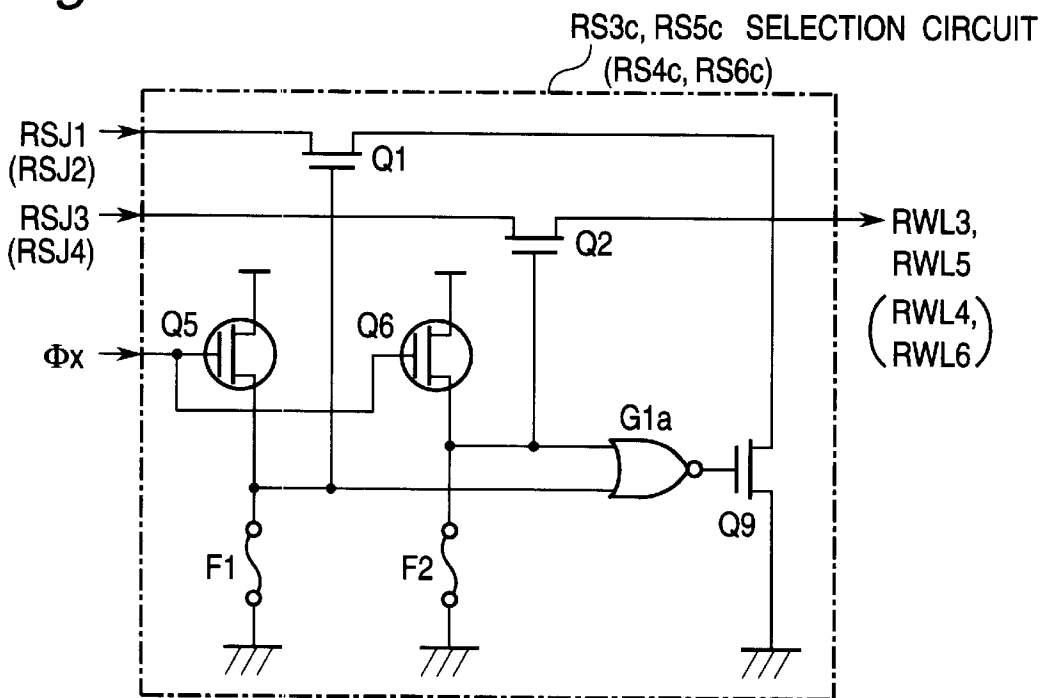 g
RS3c, RS5c SELECTION CIRCUIT
(RS4c, RS6c)
RSJ1
(RSJ2)
Q1
RSJ3
(RSJ4)
Q2
RWL3,
RWL5
(RWL4,
RWL6)
Q5
Q6
Φx
G1a
Q9
F1
F2